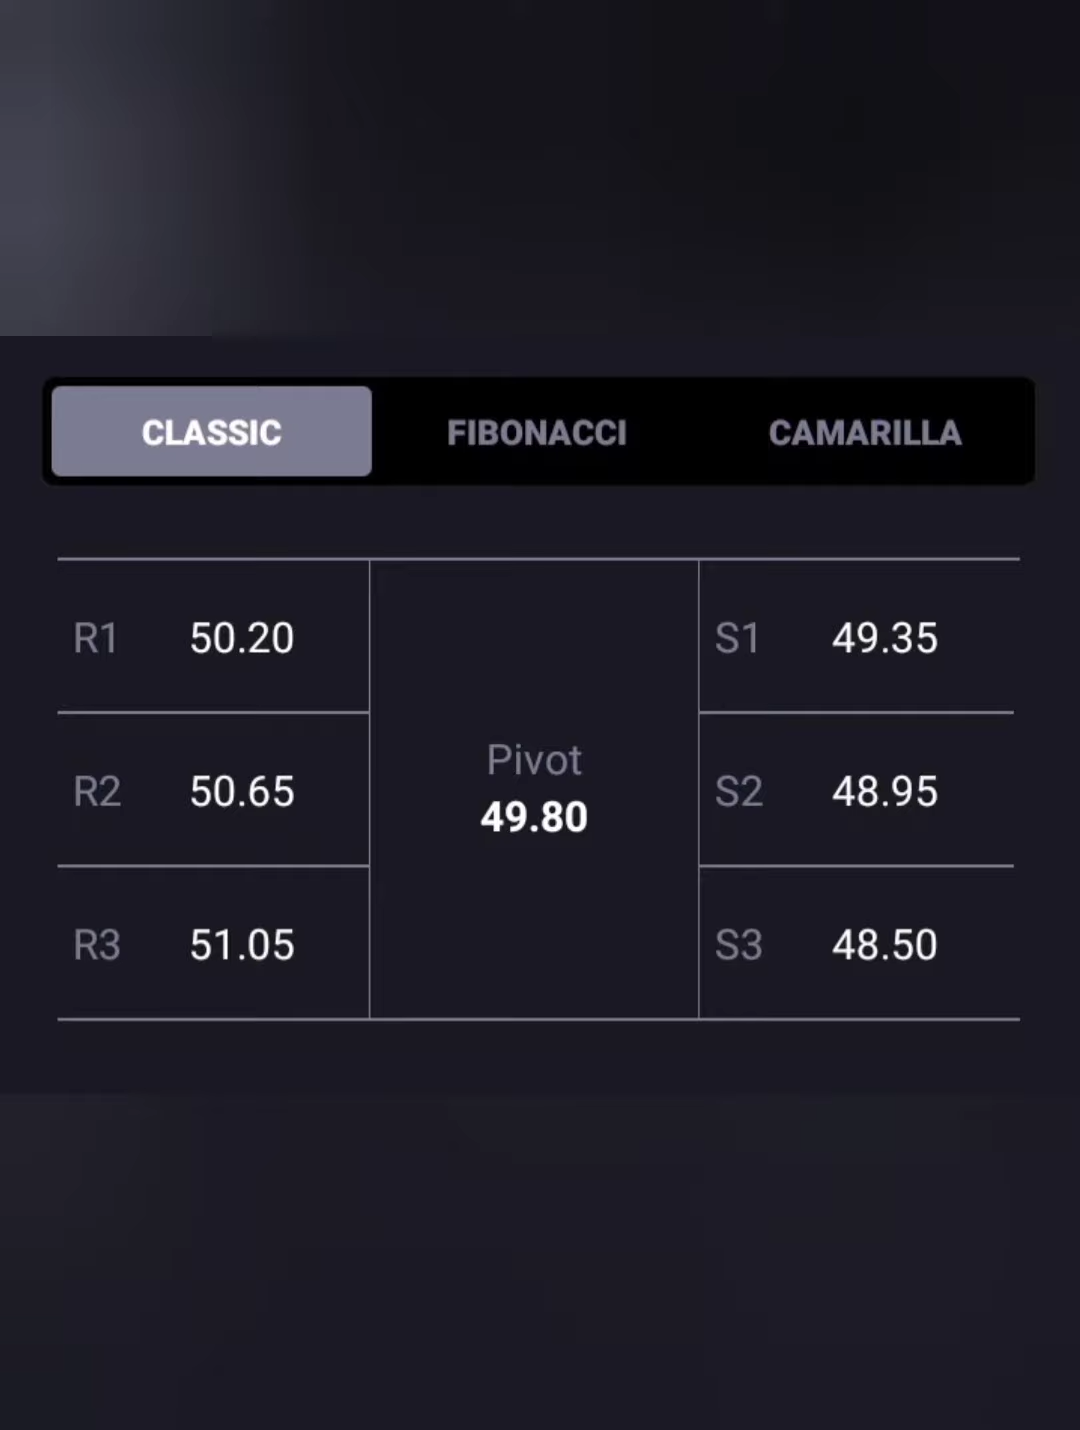 CLASSIC FIBONACCI CAMARILLA
R1 50.20
R2 50.65
R3 51.05
Pivot
49.80
S1 49.35
S2 48.95
S3 48.50